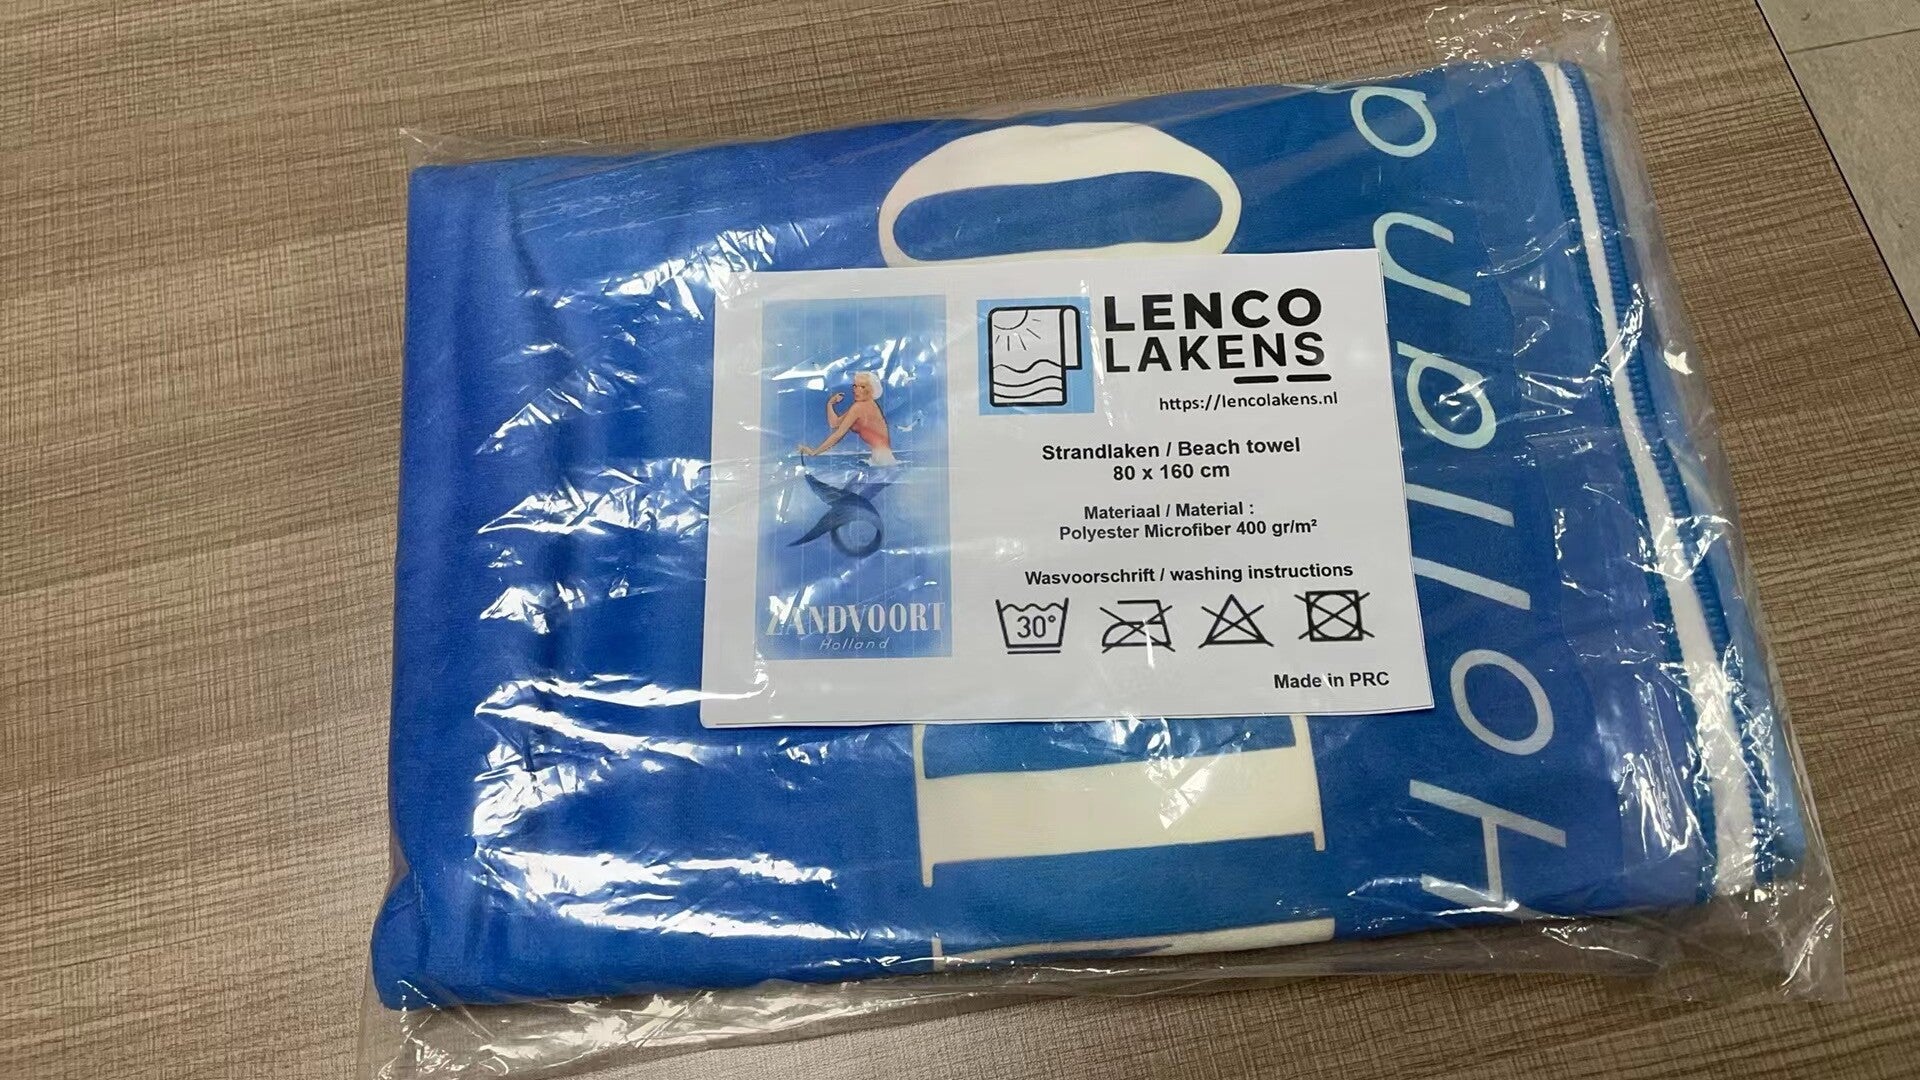 LENCO
LAKENS
https://lencolakens.nl
Strandlaken / Beach towel
80 x 160 cm
Materiaal / Material :
Polyester Microfiber 400 gr/m²
Wasvoorschrift / washing instructions
30°
Made in PRC
ZANDVOORT
Holland
Holland